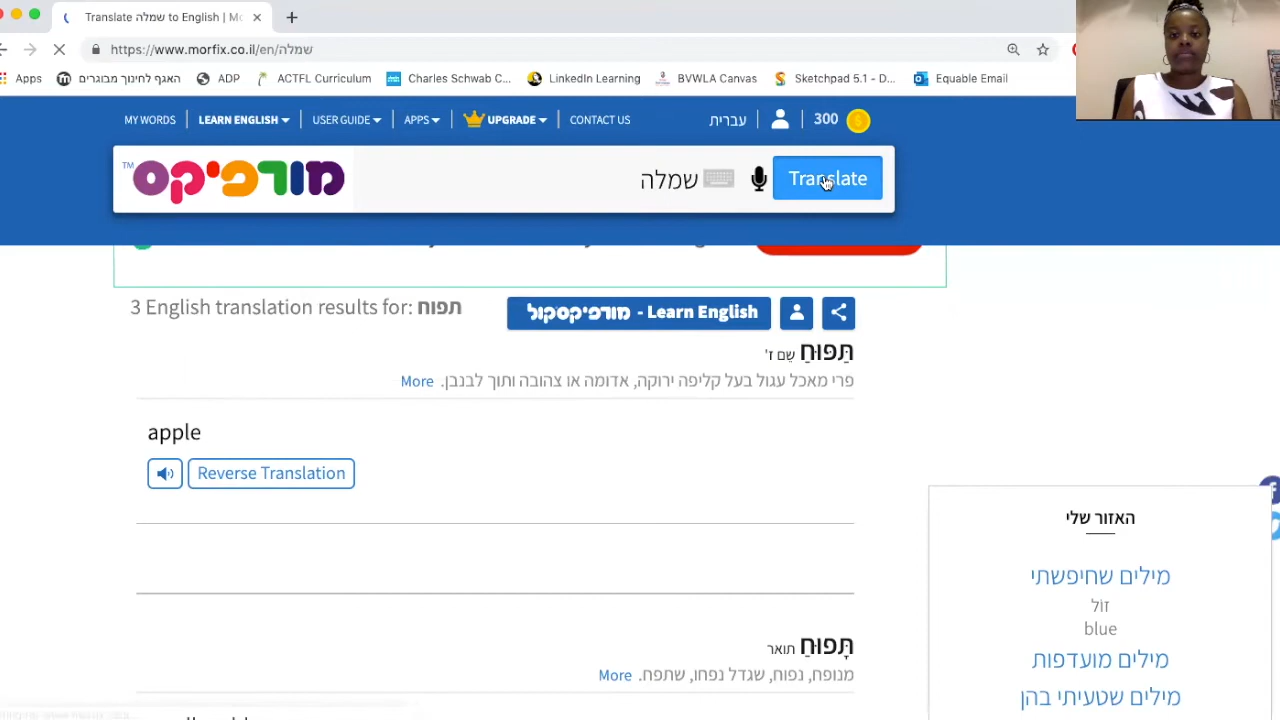 Translate שמלה to English | Mo
https://www.morfix.co.il/en/שמלה
Apps האגף לחינוך מבוגרים ADP ACTFL Curriculum Charles Schwab C... LinkedIn Learning BVWLA Canvas Sketchpad 5.1 - D... Equable Email
MY WORDS LEARN ENGLISH USER GUIDE APPS UPGRADE CONTACT US עברית 300
מורפיקס TM שמלה Translate
3 English translation results for: תפוח מורפיקסקול - Learn English
תַּפּוּחַ שֵם ז'
פרי מאכל עגול בעל קליפה ירוקה, אדומה או צהובה ותוך לבנבן. More
apple
Reverse Translation
האזור שלי
מילים שחיפשתי
זוֹל
blue
תָּפוּחַ תואר
מילים מועדפות
מנופח, נפוח, שגדל נפחו, שתפח. More
מילים שטעיתי בהן